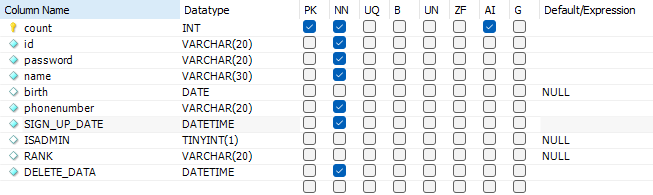 Column Name Datatype PK NN UQ B UN ZF AI G Default/Expression
count INT
id VARCHAR(20)
password VARCHAR(20)
name VARCHAR(30)
birth DATE NULL
phonenumber VARCHAR(20)
SIGN_UP_DATE DATETIME
ISADMIN TINYINT(1) NULL
RANK VARCHAR(20) NULL
DELETE_DATA DATETIME